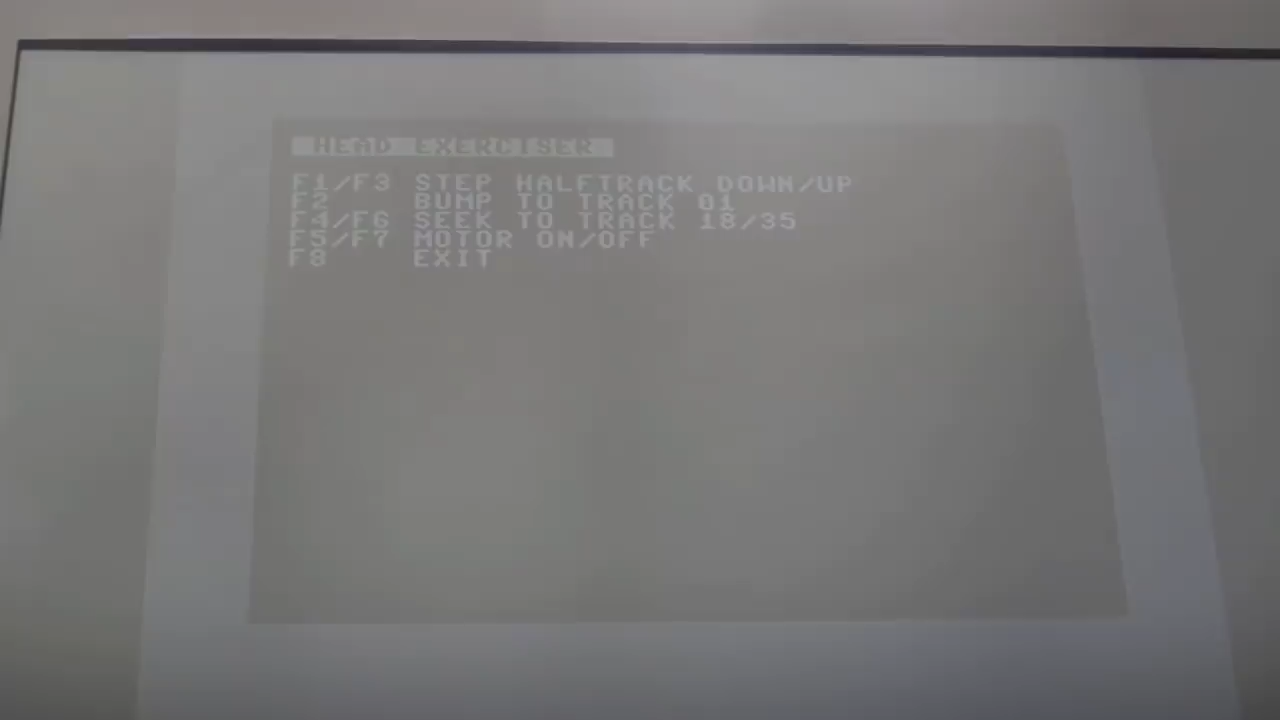 HEAD EXERCISER
F1/F3 STEP HALFTRACK DOWN/UP
F2 BUMP TO TRACK 01
F4/F6 SEEK TO TRACK 18/35
F5/F7 MOTOR ON/OFF
F8 EXIT